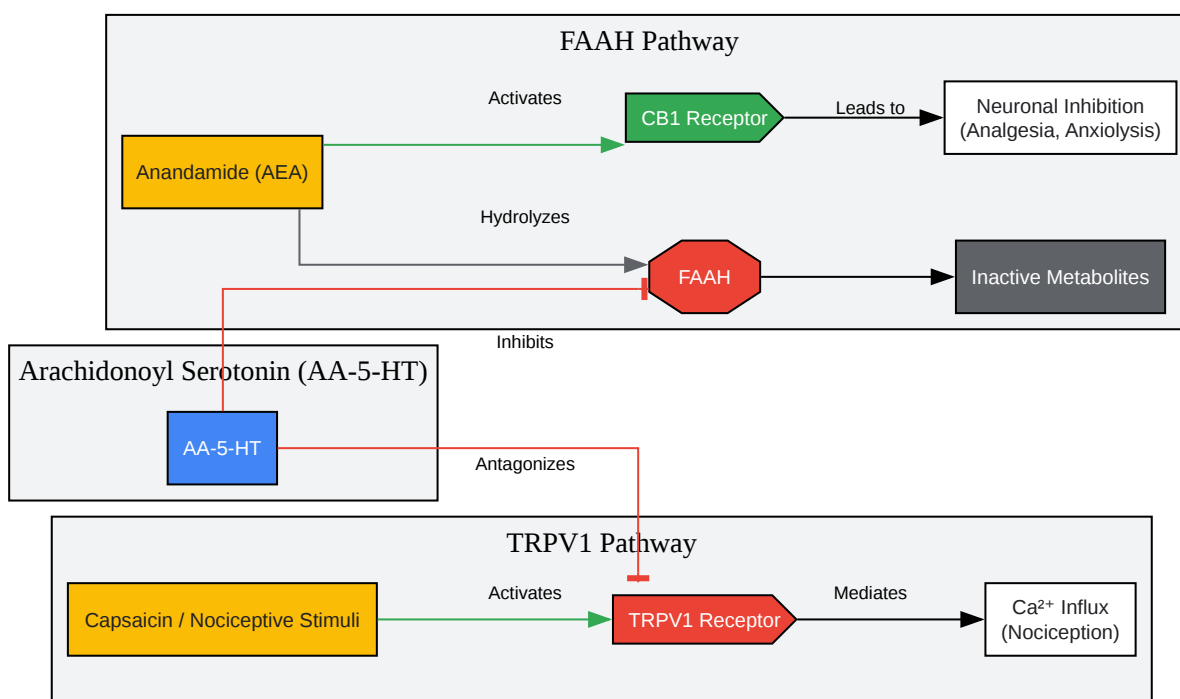 FAAH Pathway
Activates
CB1 Receptor
Leads to
Neuronal Inhibition
(Analgesia, Anxiolysis)
Anandamide (AEA)
Hydrolyzes
FAAH
Inactive Metabolites
Inhibits
Arachidonoyl Serotonin (AA-5-HT)
AA-5-HT
Antagonizes
TRPV1 Pathway
Capsaicin / Nociceptive Stimuli
Activates
TRPV1 Receptor
Mediates
Ca²⁺ Influx
(Nociception)